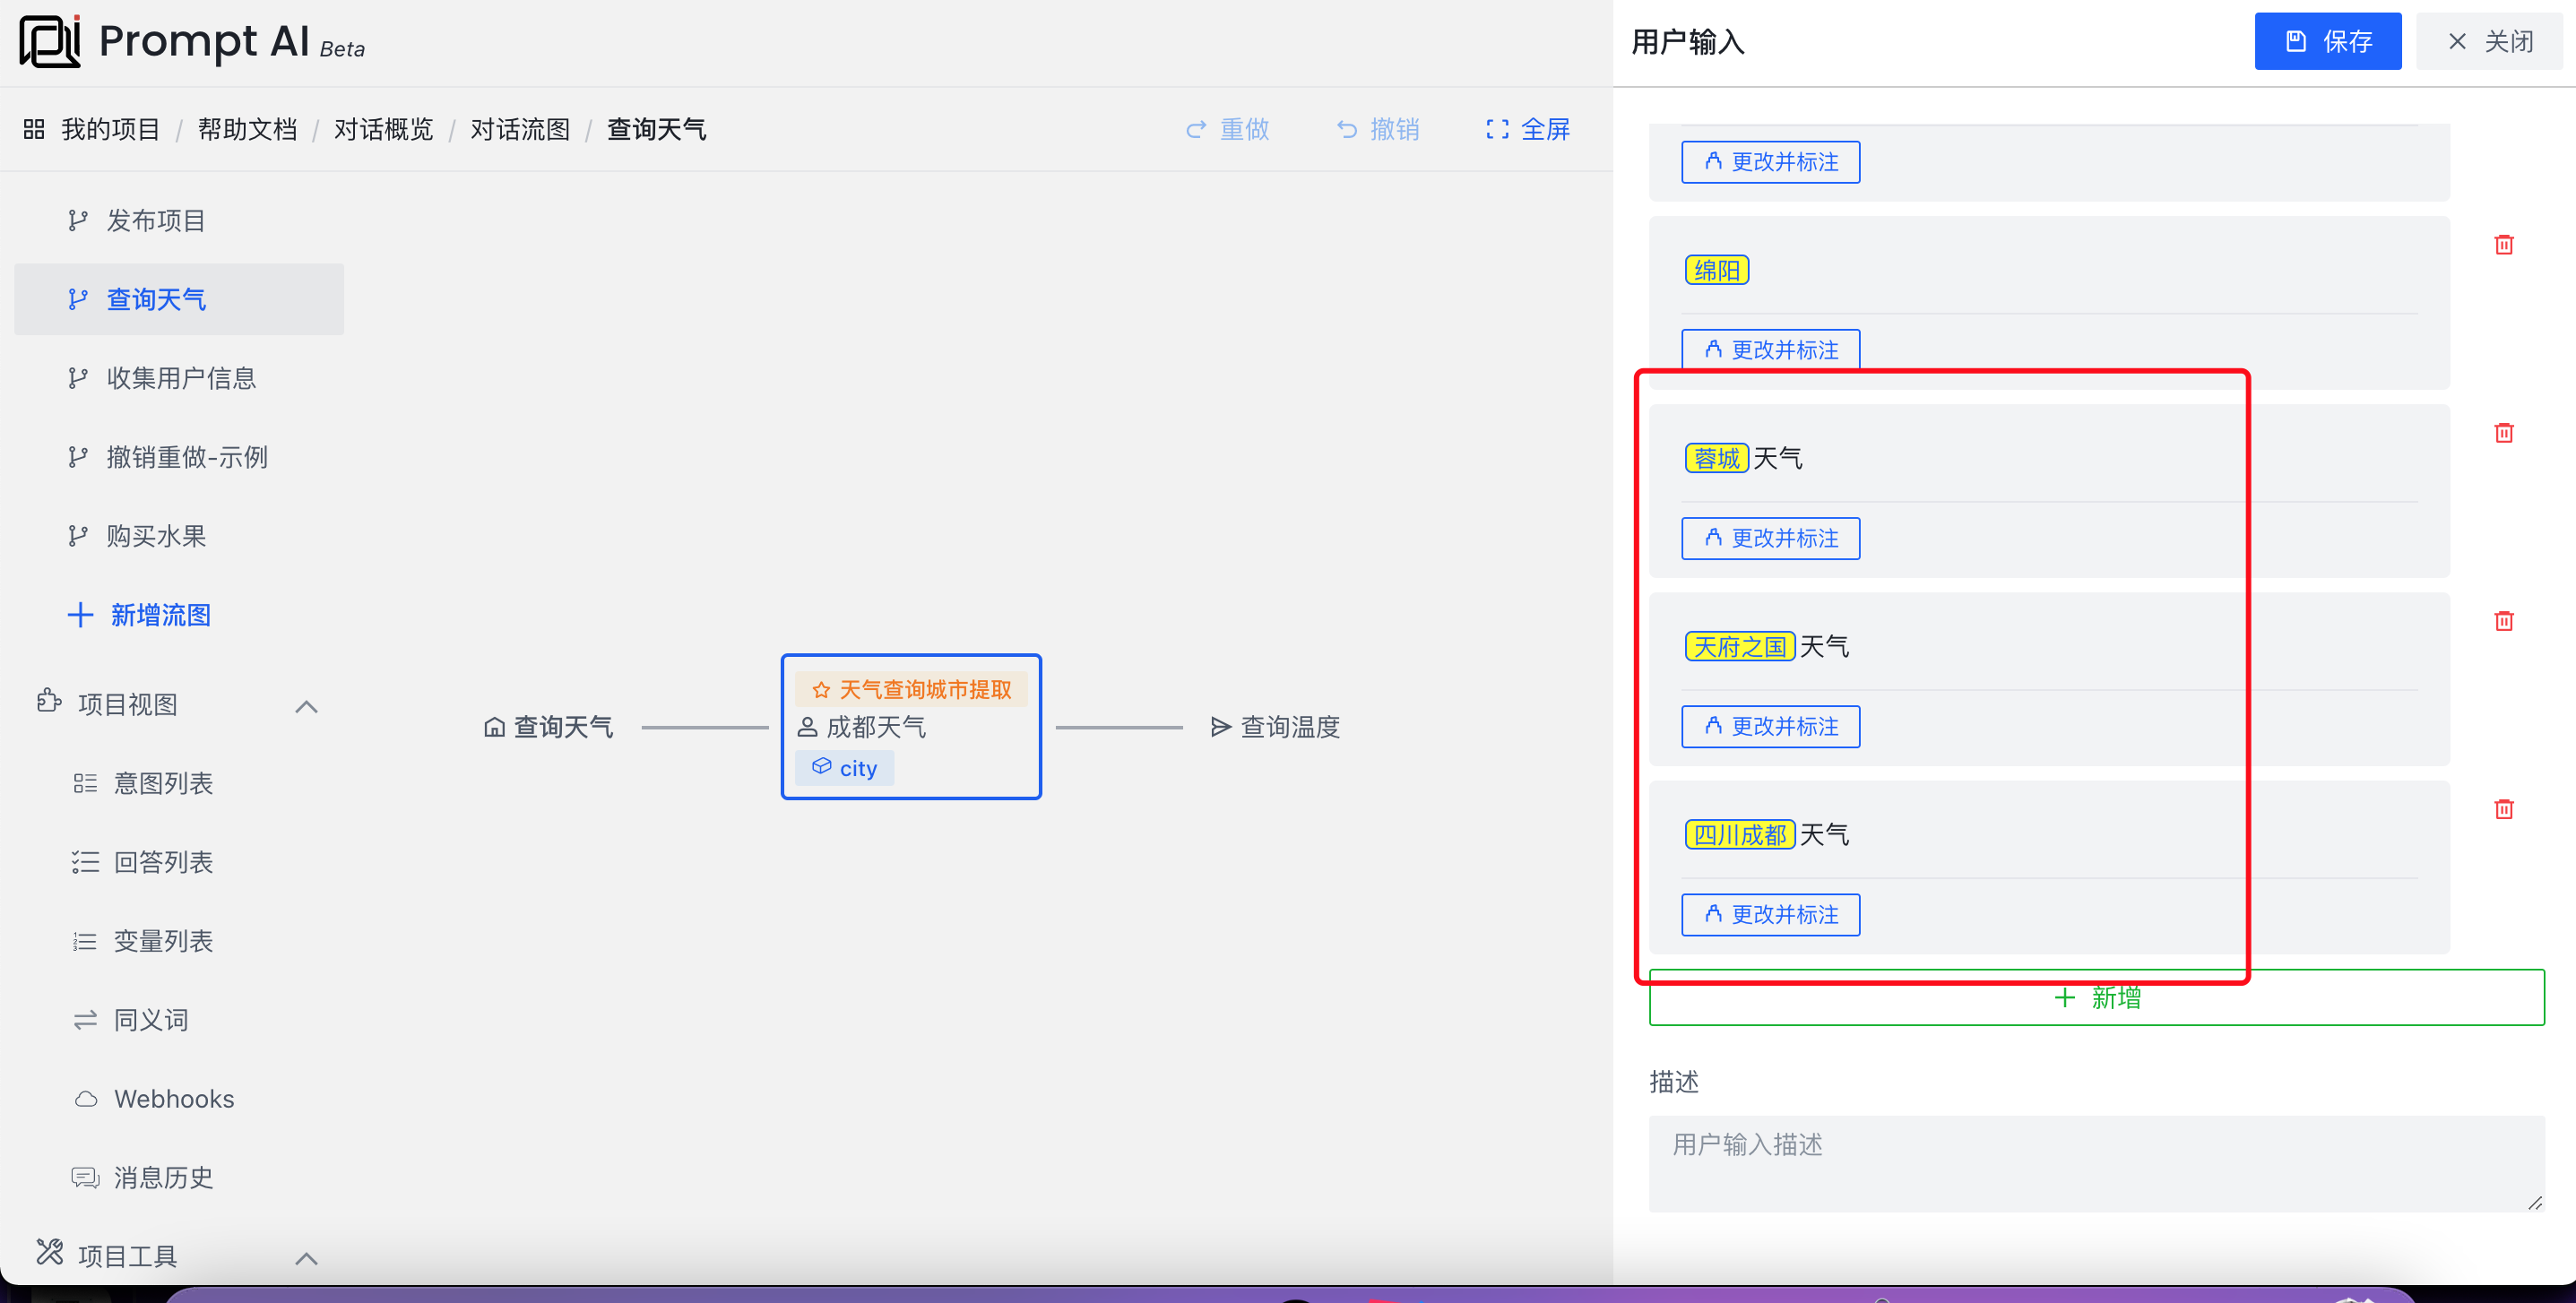 Prompt AI Beta
我的项目 / 帮助文档 / 对话概览 / 对话流图 / 查询天气
重做
撤销
全屏
发布项目
查询天气
收集用户信息
撤销重做-示例
购买水果
新增流图
项目视图
意图列表
回答列表
变量列表
同义词
Webhooks
消息历史
项目工具
查询天气
天气查询城市提取
成都天气
city
查询温度
用户输入
保存
关闭
更改并标注
绵阳
更改并标注
蓉城天气
更改并标注
天府之国天气
更改并标注
四川成都天气
更改并标注
新增
描述
用户输入描述